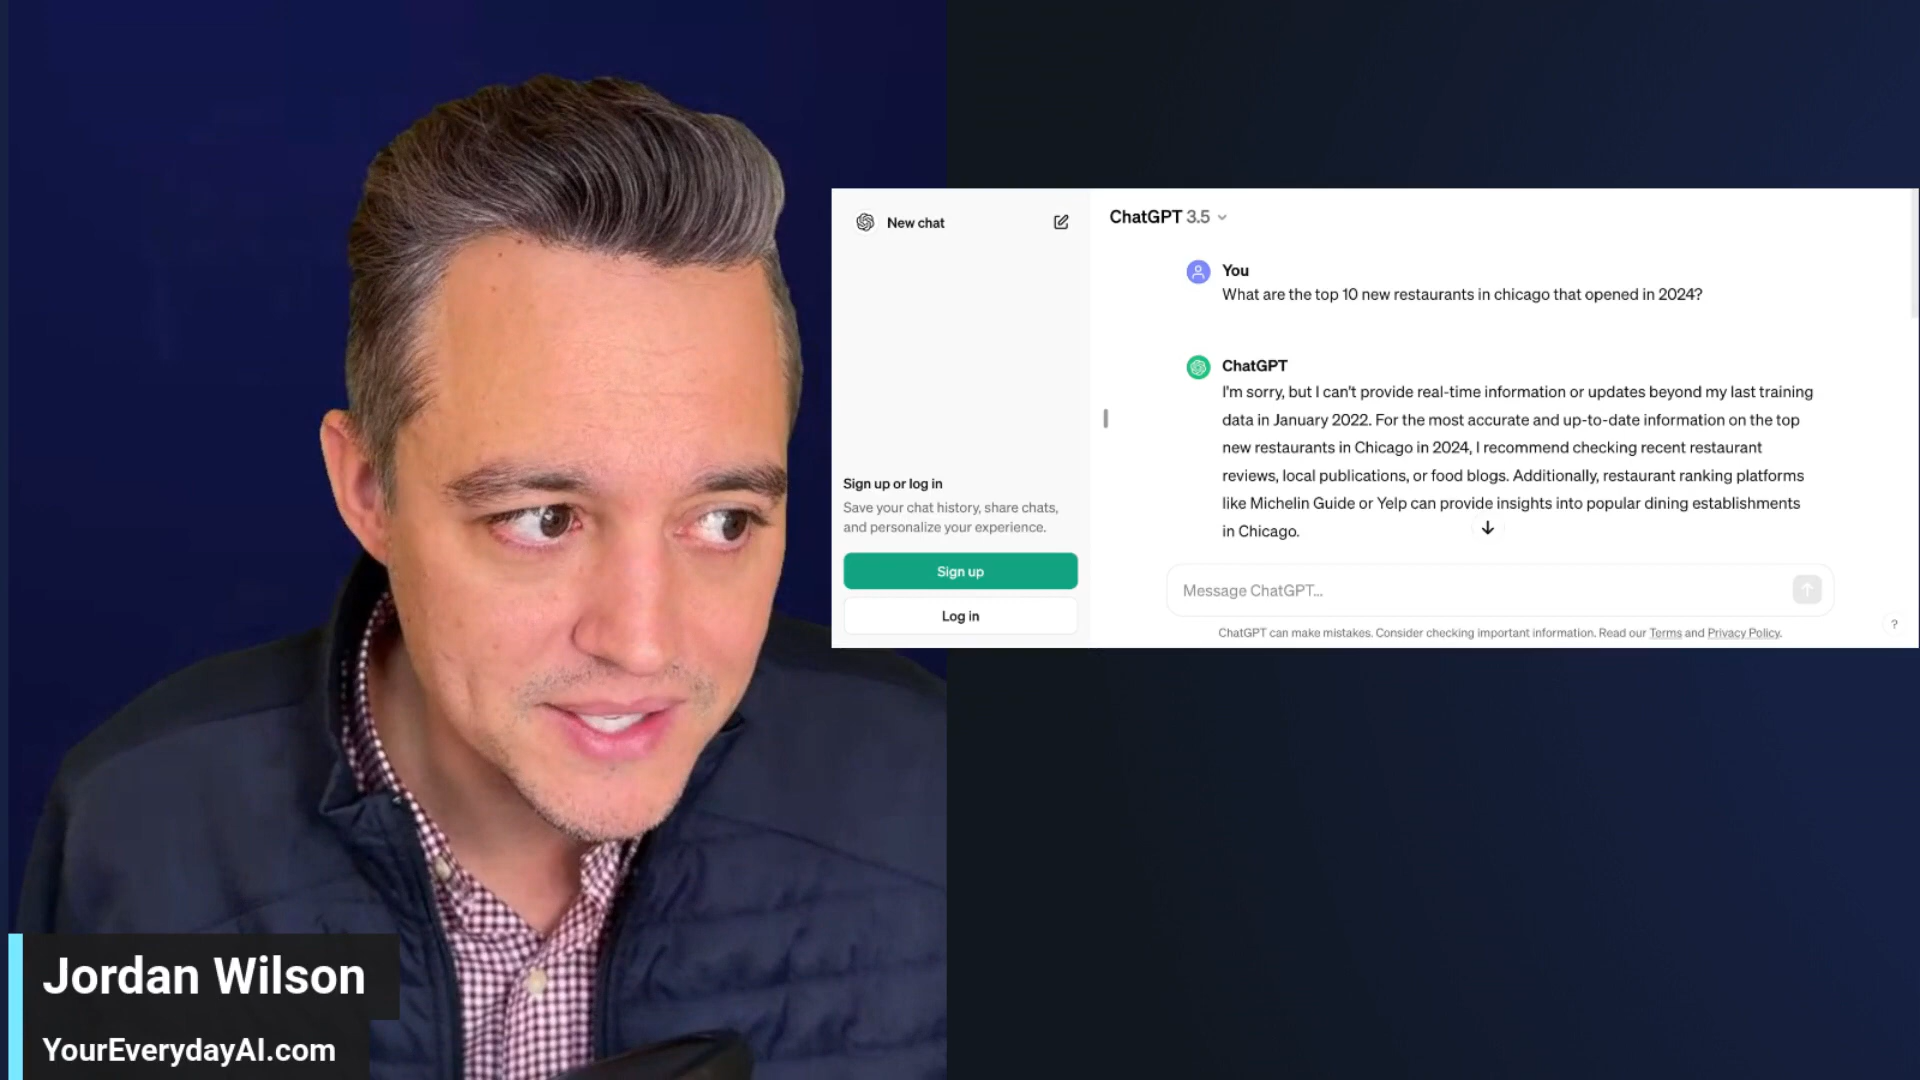 New chat
ChatGPT 3.5
You
What are the top 10 new restaurants in chicago that opened in 2024?
ChatGPT
I'm sorry, but I can't provide real-time information or updates beyond my last training
data in January 2022. For the most accurate and up-to-date information on the top
new restaurants in Chicago in 2024, I recommend checking recent restaurant
reviews, local publications, or food blogs. Additionally, restaurant ranking platforms
like Michelin Guide or Yelp can provide insights into popular dining establishments
in Chicago.
Sign up or log in
Save your chat history, share chats,
and personalize your experience.
Sign up
Log in
Message ChatGPT...
ChatGPT can make mistakes. Consider checking important information. Read our Terms and Privacy Policy.
?
Jordan Wilson
YourEverydayAI.com